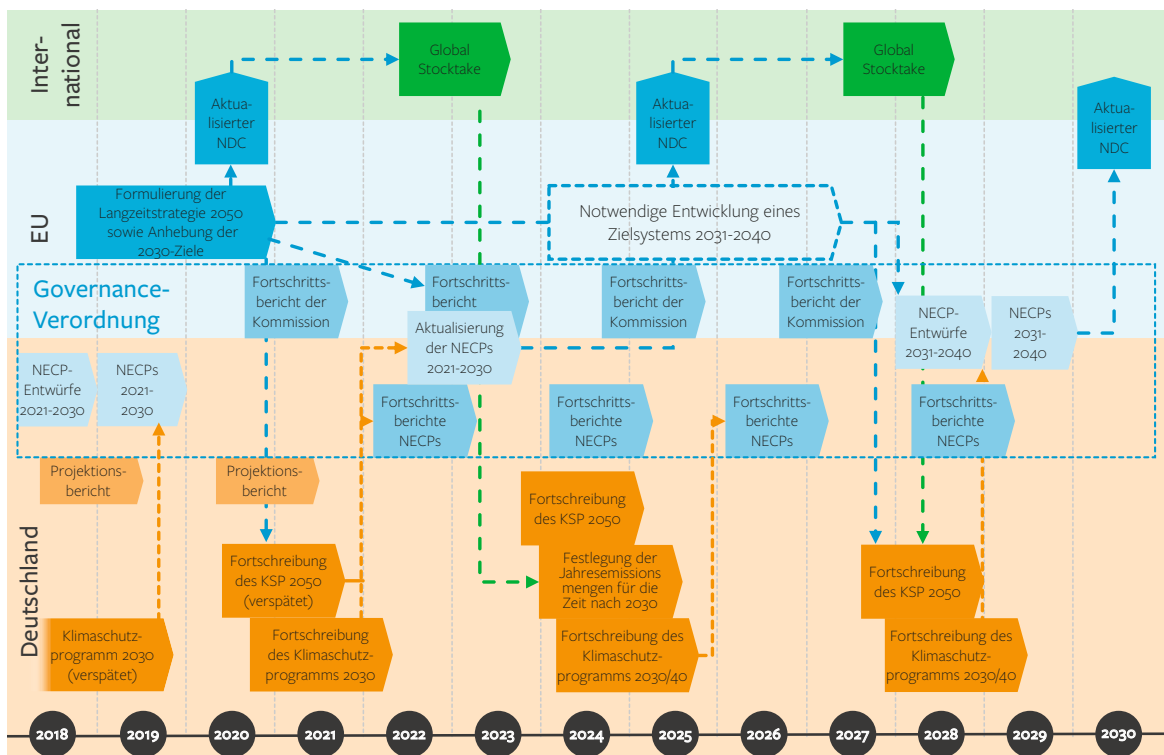 Inter-
national
Global
Stocktake
Global
Stocktake
Aktua-
lisierter
NDC
Aktua-
lisierter
NDC
Aktua-
lisierter
NDC
EU
Formulierung der
Langzeitstrategie 2050
sowie Anhebung der
2030-Ziele
Notwendige Entwicklung eines
Zielsystems 2031-2040
Governance-
Verordnung
Fortschritts-
bericht der
Kommission
Fortschritts-
bericht
Fortschritts-
bericht der
Kommission
Fortschritts-
bericht der
Kommission
Aktualisierung
der NECPs
2021-2030
NECP-
Entwürfe
2031-2040
NECPs
2031-
2040
NECP-
Entwürfe
2021-2030
NECPs
2021-
2030
Fortschritts-
berichte
NECPs
Fortschritts-
berichte
NECPs
Fortschritts-
berichte
NECPs
Fortschritts-
berichte
NECPs
Deutschland
Projektions-
bericht
Projektions-
bericht
Fortschreibung
des KSP 2050
Fortschreibung
des KSP 2050
(verspätet)
Festlegung der
Jahresemissions
mengen für die
Zeit nach 2030
Fortschreibung
des KSP 2050
Klimaschutz-
programm 2030
(verspätet)
Fortschreibung
des Klimaschutz-
programms 2030
Fortschreibung des
Klimaschutz-
programms 2030/40
Fortschreibung des
Klimaschutz-
programms 2030/40
2018
2019
2020
2021
2022
2023
2024
2025
2026
2027
2028
2029
2030